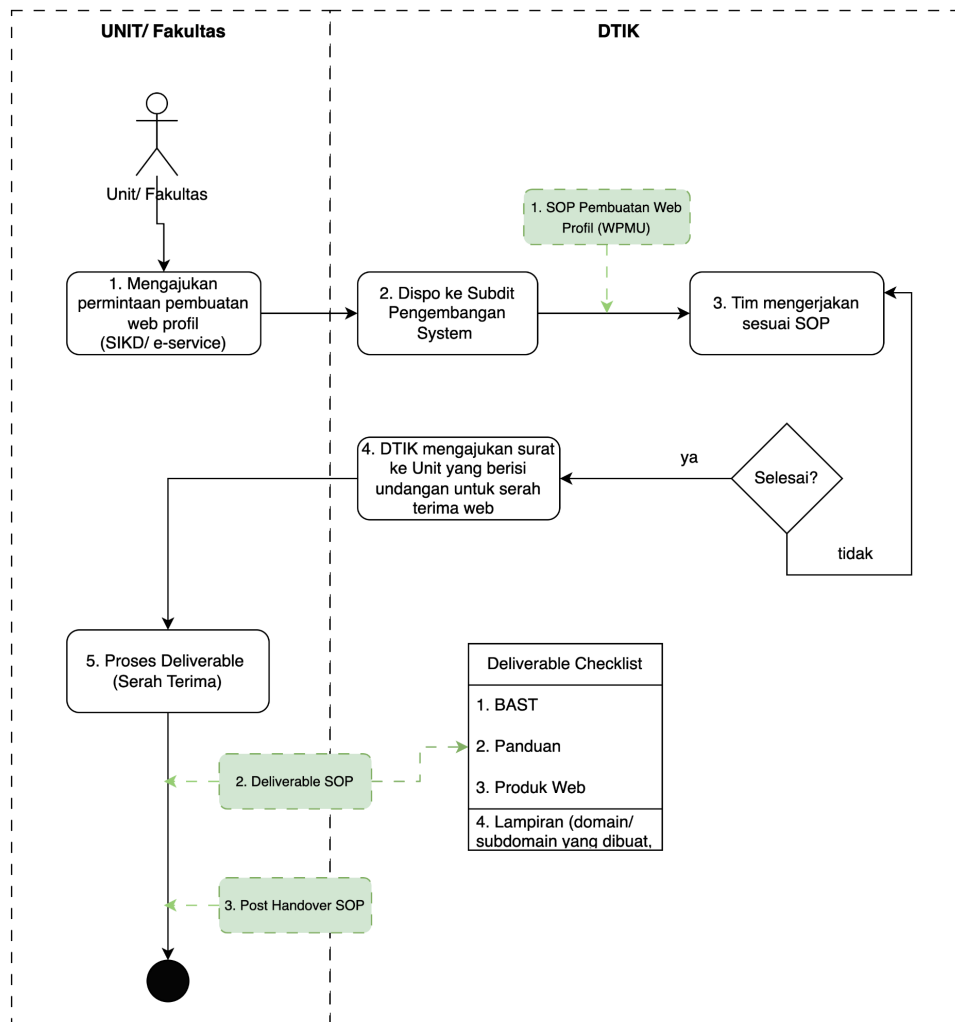 UNIT/ Fakultas
DTIK
Unit/ Fakultas
1. SOP Pembuatan Web
Profil (WPMU)
1. Mengajukan
permintaan pembuatan
web profil
(SIKD/ e-service)
2. Dispo ke Subdit
Pengembangan
System
3. Tim mengerjakan
sesuai SOP
4. DTIK mengajukan surat
ke Unit yang berisi
undangan untuk serah
terima web
ya
Selesai?
tidak
5. Proses Deliverable
(Serah Terima)
Deliverable Checklist
1. BAST
2. Panduan
3. Produk Web
4. Lampiran (domain/
subdomain yang dibuat,
2. Deliverable SOP
3. Post Handover SOP